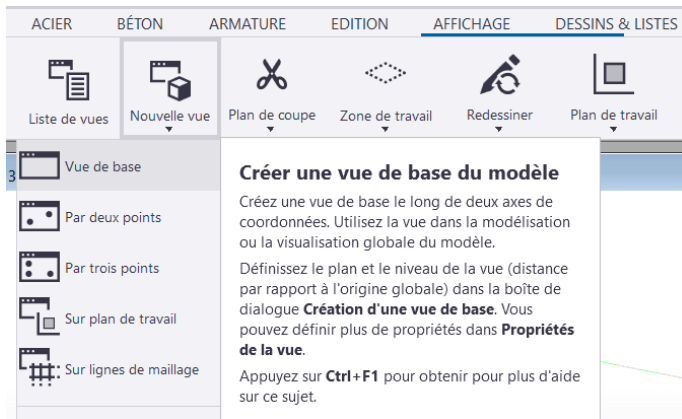 ACIER BÉTON ARMATURE EDITION AFFICHAGE DESSINS & LISTES
Liste de vues Nouvelle vue Plan de coupe Zone de travail Redessiner Plan de travail
3
Vue de base
Par deux points
Par trois points
Sur plan de travail
Sur lignes de maillage
Créer une vue de base du modèle
Créez une vue de base le long de deux axes de
coordonnées. Utilisez la vue dans la modélisation
ou la visualisation globale du modèle.
Définissez le plan et le niveau de la vue (distance
par rapport à l'origine globale) dans la boîte de
dialogue Création d'une vue de base. Vous
pouvez définir plus de propriétés dans Propriétés
de la vue.
Appuyez sur Ctrl+F1 pour obtenir pour plus d'aide
sur ce sujet.